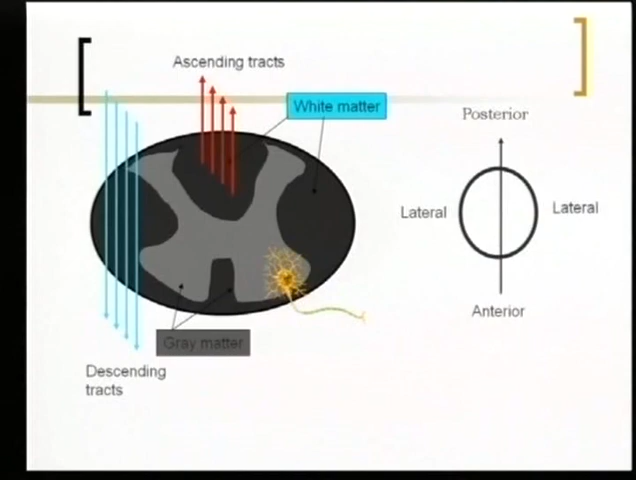 Ascending tracts
White matter
Posterior
Lateral
Lateral
Anterior
Gray matter
Descending
tracts